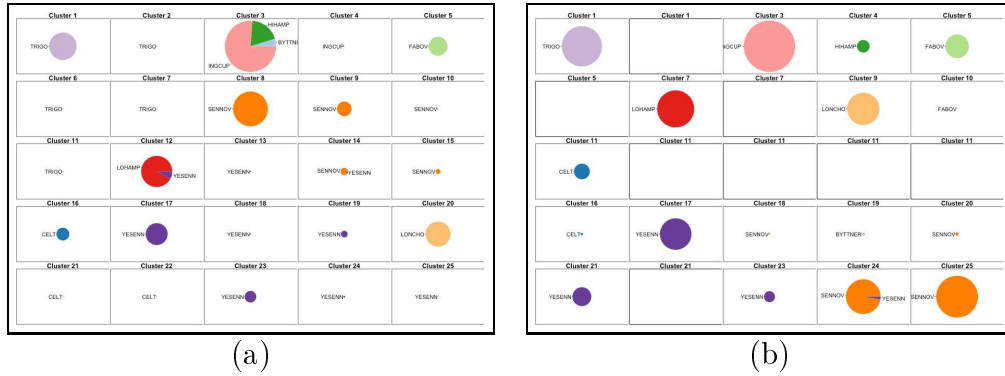 Cluster 1 Cluster 2 Cluster 3 Cluster 4 Cluster 5
TRIGO TRIGO HIHAMP BYTTNER INGCUP INGCUP FABOV
Cluster 6 Cluster 7 Cluster 8 Cluster 9 Cluster 10
TRIGO TRIGO SENNOV SENNOV SENNOV
Cluster 11 Cluster 12 Cluster 13 Cluster 14 Cluster 15
TRIGO LOHAMP YESENN YESENN SENNOV YESENN SENNOV
Cluster 16 Cluster 17 Cluster 18 Cluster 19 Cluster 20
CELT YESENN YESENN YESENN LONCHO
Cluster 21 Cluster 22 Cluster 23 Cluster 24 Cluster 25
CELT CELT YESENN YESENN YESENN
(a)
Cluster 1 Cluster 1 Cluster 3 Cluster 4 Cluster 5
TRIGO INGCUP HIHAMP FABOV
Cluster 5 Cluster 7 Cluster 7 Cluster 9 Cluster 10
LOHAMP LONCHO FABOV
Cluster 11 Cluster 11 Cluster 11 Cluster 11 Cluster 11
CELT
Cluster 16 Cluster 17 Cluster 18 Cluster 19 Cluster 20
CELT YESENN SENNOV BYTTNER SENNOV
Cluster 21 Cluster 21 Cluster 23 Cluster 24 Cluster 25
YESENN YESENN SENNOV YESENN SENNOV
(b)